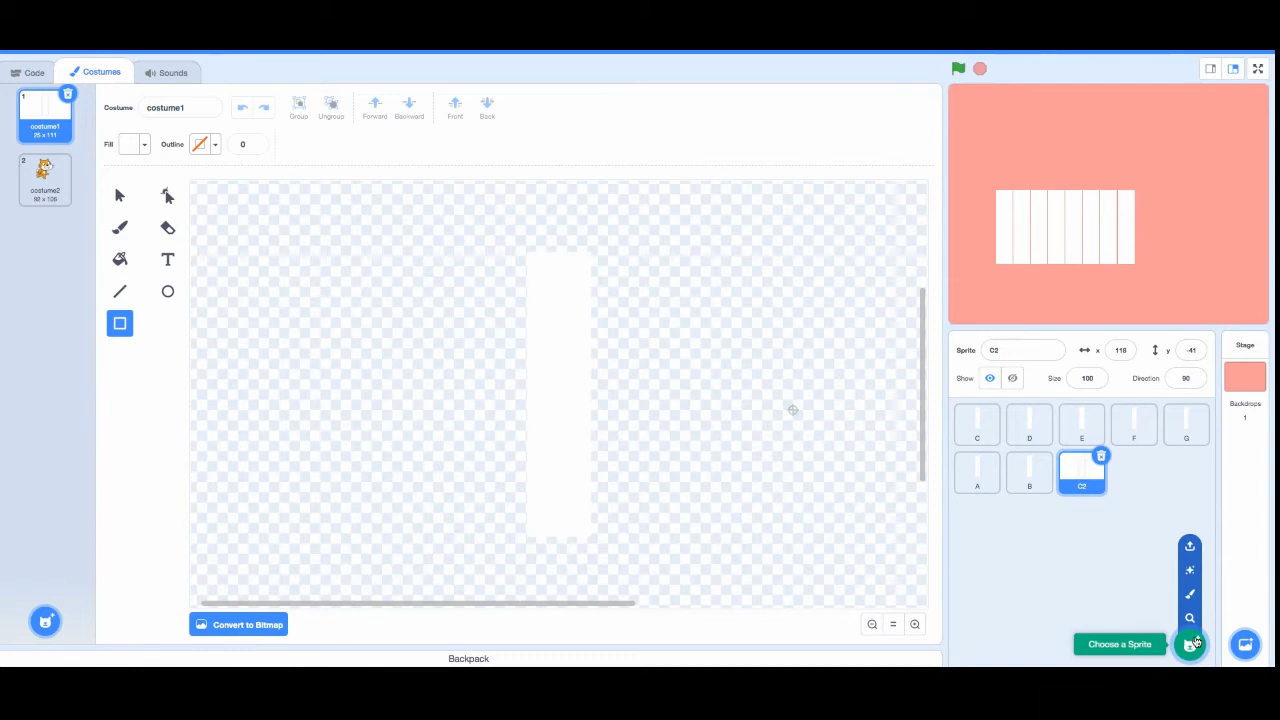 Code
Costumes
Sounds
1
costume1
25 x 111
2
costume2
92 x 106
Costume
costume1
Group
Ungroup
Forward
Backward
Front
Back
Fill
Outline
0
T
Convert to Bitmap
Backpack
Sprite
C2
x
118
y
-41
Show
Size
100
Direction
90
C
D
E
F
G
A
B
C2
Choose a Sprite
Stage
Backdrops
1